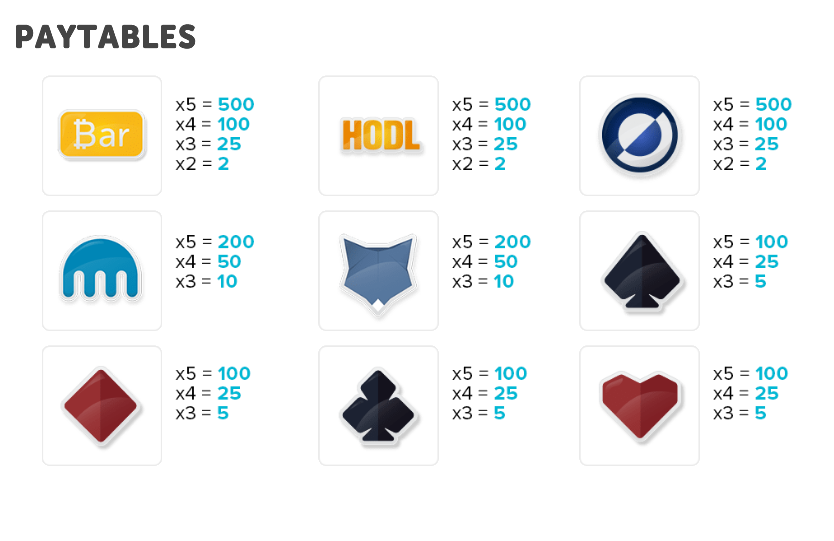 PAYTABLES
Bar
x5 = 500
x4 = 100
x3 = 25
x2 = 2
HODL
x5 = 500
x4 = 100
x3 = 25
x2 = 2
x5 = 500
x4 = 100
x3 = 25
x2 = 2
x5 = 200
x4 = 50
x3 = 10
x5 = 200
x4 = 50
x3 = 10
x5 = 100
x4 = 25
x3 = 5
x5 = 100
x4 = 25
x3 = 5
x5 = 100
x4 = 25
x3 = 5
x5 = 100
x4 = 25
x3 = 5